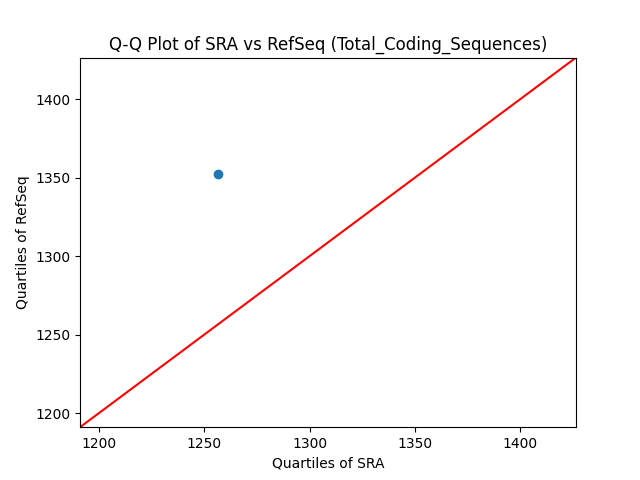 Q-Q Plot of SRA vs RefSeq (Total_Coding_Sequences)
1400
1350
1300
1250
1200
Quartiles of RefSeq
1200 1250 1300 1350 1400
Quartiles of SRA